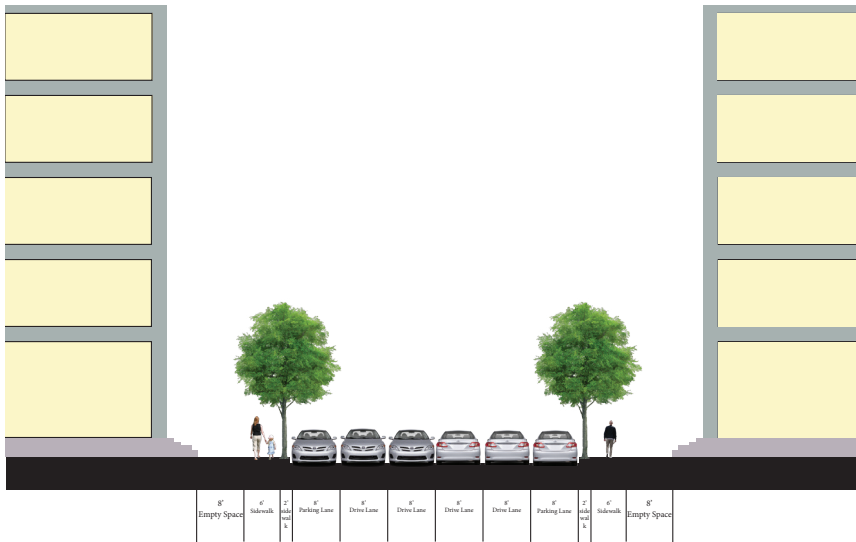 8'
Empty Space
6'
Sidewalk
2'
side
wal
k
8'
Parking Lane
8'
Drive Lane
8'
Drive Lane
8'
Drive Lane
8'
Drive Lane
8'
Parking Lane
2'
side
wal
k
6'
Sidewalk
8'
Empty Space